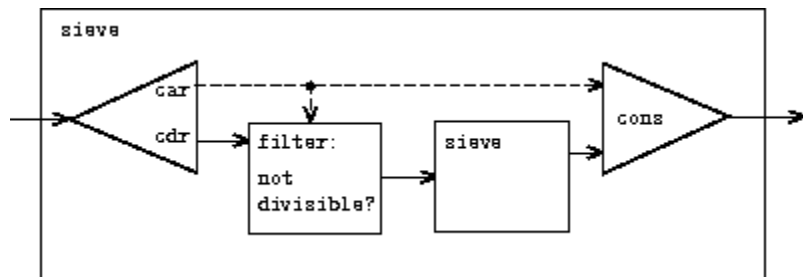 sieve
car
cdr
filter:
not
divisible?
sieve
cons